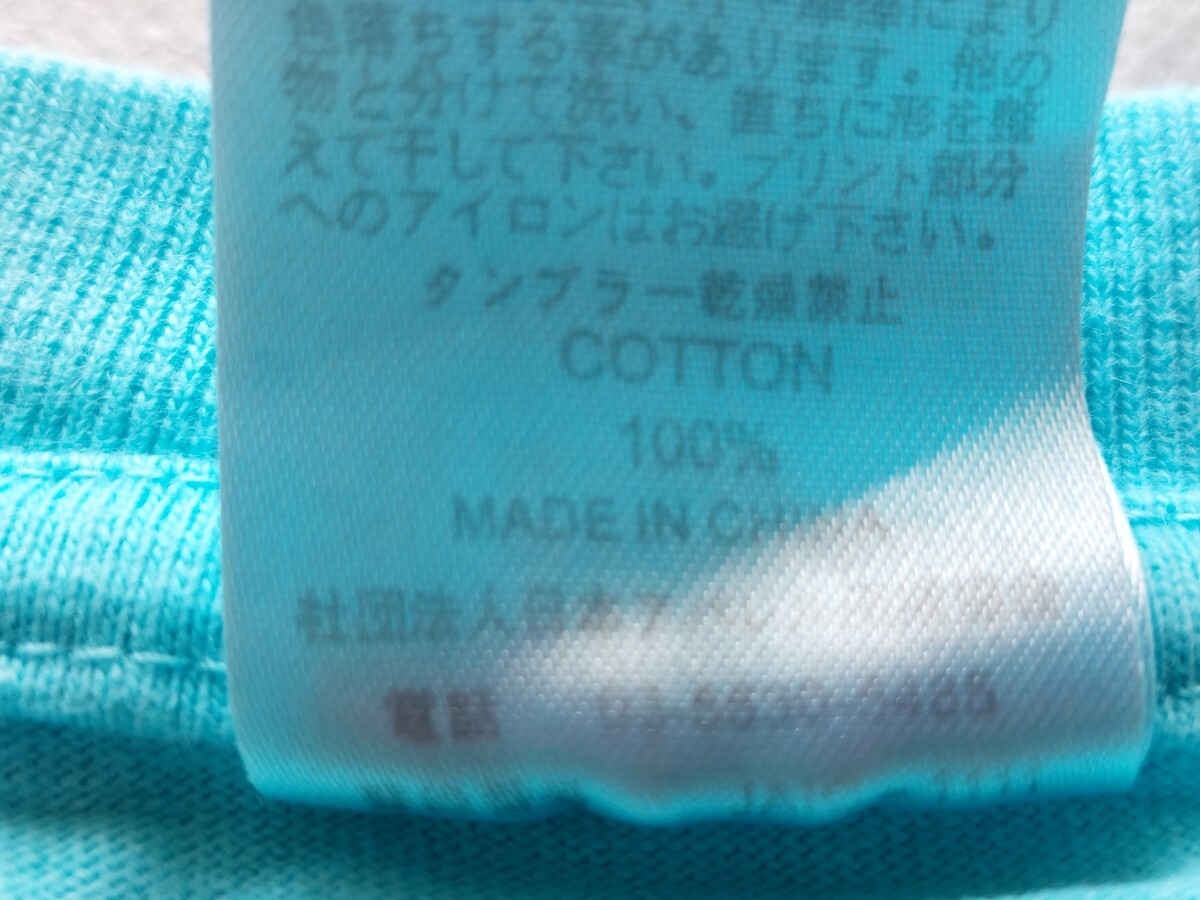 により
色落ちする事があります。他の
物と分けて洗い、直ちに形を整
えて干して下さい。プリント部分
へのアイロンはお避け下さい。
タンブラー乾燥禁止
COTTON
100%
MADE IN CHINA
社団法人日本
電話